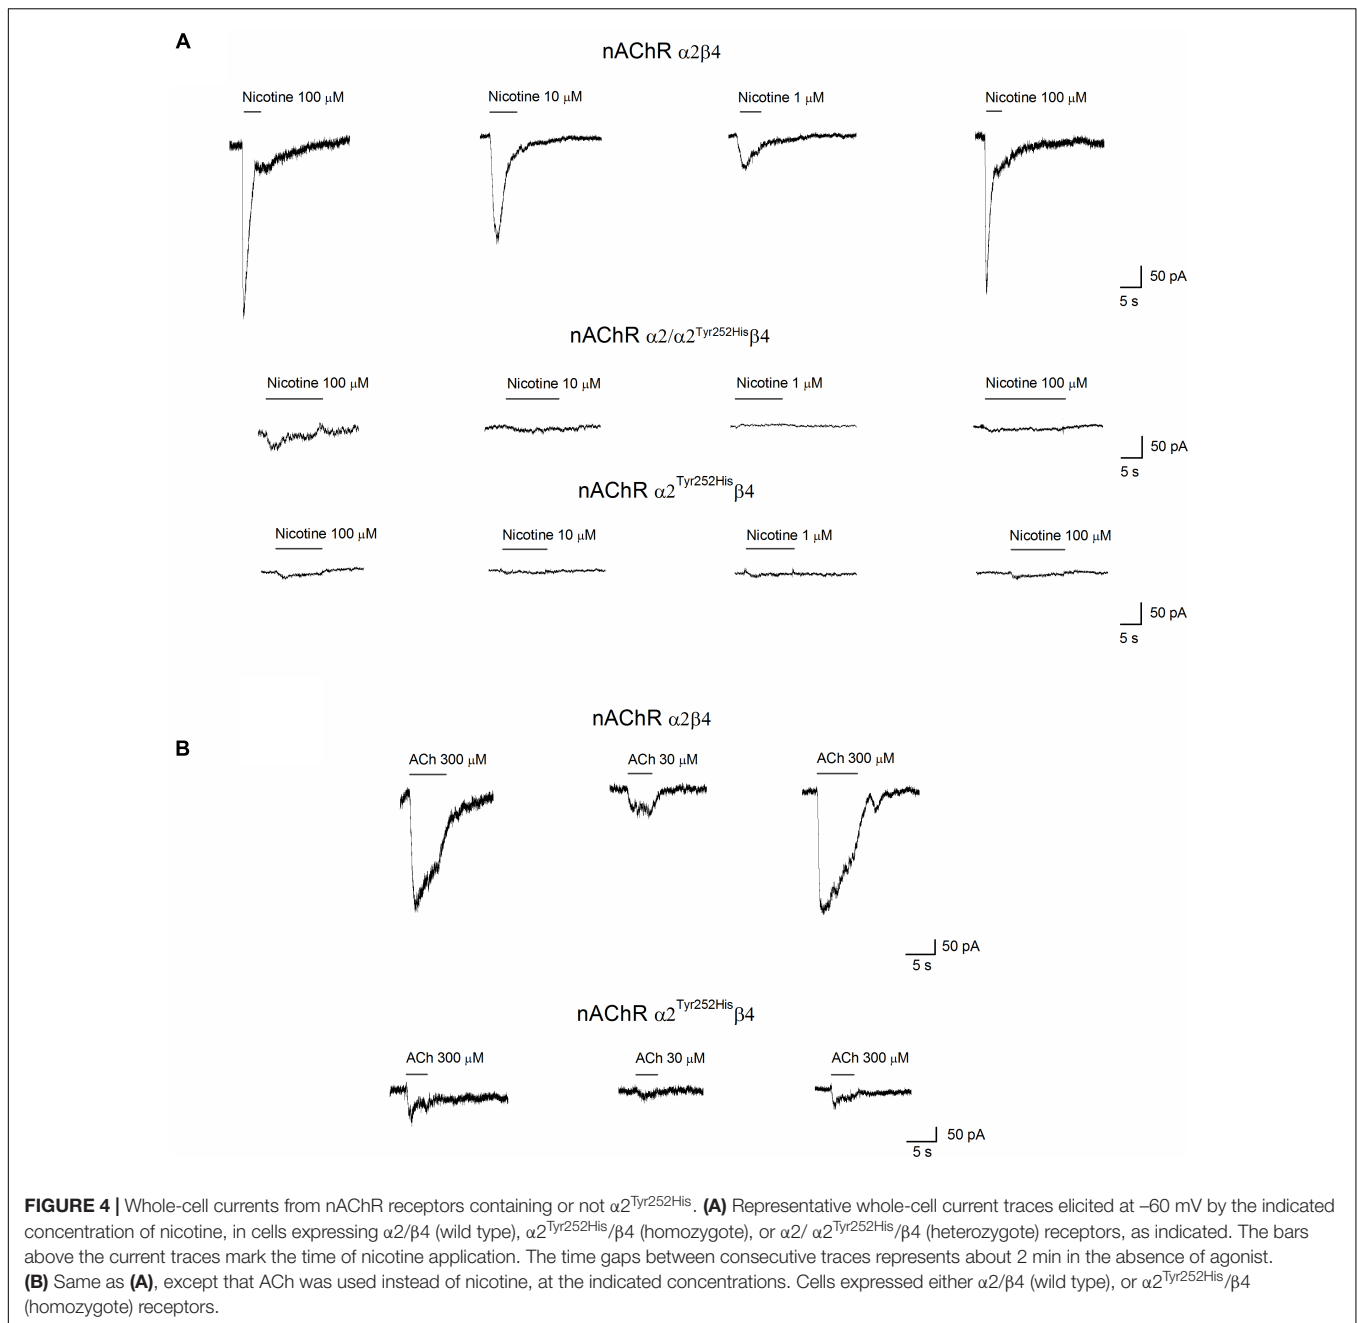 A
nAChR α2β4
Nicotine 100 μM
Nicotine 10 μM
Nicotine 1 μM
Nicotine 100 μM
50 pA
5 s
nAChR α2/α2Tyr252Hisβ4
Nicotine 100 μM
Nicotine 10 μM
Nicotine 1 μM
Nicotine 100 μM
50 pA
5 s
nAChR α2Tyr252Hisβ4
Nicotine 100 μM
Nicotine 10 μM
Nicotine 1 μM
Nicotine 100 μM
50 pA
5 s
nAChR α2β4
B
ACh 300 μM
ACh 30 μM
ACh 300 μM
50 pA
5 s
nAChR α2Tyr252Hisβ4
ACh 300 μM
ACh 30 μM
ACh 300 μM
50 pA
5 s
FIGURE 4 | Whole-cell currents from nAChR receptors containing or not α2Tyr252His. (A) Representative whole-cell current traces elicited at –60 mV by the indicated
concentration of nicotine, in cells expressing α2/β4 (wild type), α2Tyr252His/β4 (homozygote), or α2/ α2Tyr252His/β4 (heterozygote) receptors, as indicated. The bars
above the current traces mark the time of nicotine application. The time gaps between consecutive traces represents about 2 min in the absence of agonist.
(B) Same as (A), except that ACh was used instead of nicotine, at the indicated concentrations. Cells expressed either α2/β4 (wild type), or α2Tyr252His/β4
(homozygote) receptors.